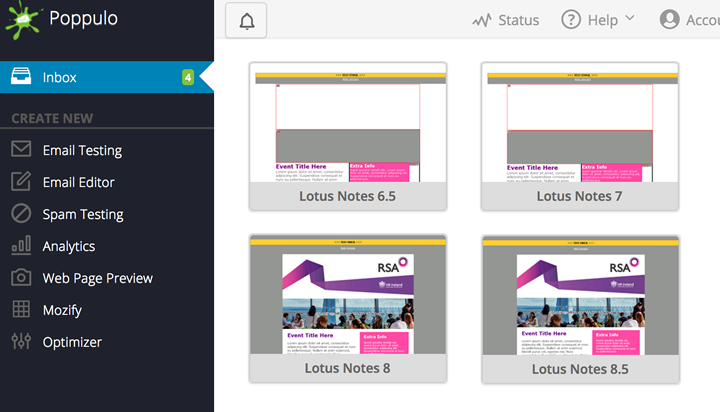 Poppulo
Status
Help
Accou
Inbox
4
CREATE NEW
Email Testing
Email Editor
Spam Testing
Analytics
Web Page Preview
Mozify
Optimizer
Event Title Here
Extra Info
Lotus Notes 6.5
Event Title Here
Extra Info
Lotus Notes 7
RSA
Event Title Here
Extra Info
Lotus Notes 8
RSA
Event Title Here
Extra Info
Lotus Notes 8.5